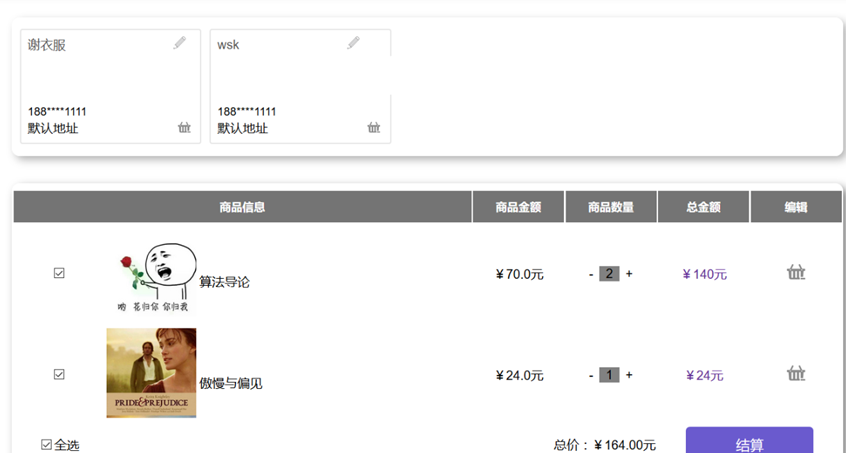 谢衣服
wsk
188****1111
默认地址
188****1111
默认地址
商品信息 商品金额 商品数量 总金额 编辑
哟 花归你 你归我
算法导论 ¥70.0元 - 2 + ¥140元
PRIDE & PREJUDICE
傲慢与偏见 ¥24.0元 - 1 + ¥24元
全选 总价：¥164.00元 结算